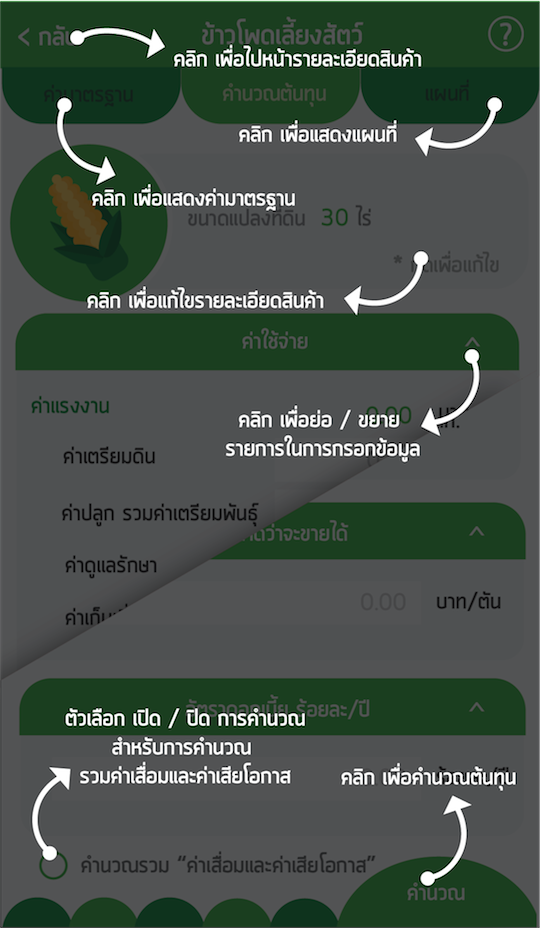 กลับ
ข้าวโพดเลี้ยงสัตว์
?
คลิก เพื่อไปหน้ารายละเอียดสินค้า
ค่ามาตรฐาน
คำนวณต้นทุน
แผนที่
คลิก เพื่อแสดงแผนที่
คลิก เพื่อแสดงค่ามาตรฐาน
ขนาดแปลงที่ดิน 30 ไร่
* กดเพื่อแก้ไข
คลิก เพื่อแก้ไขรายละเอียดสินค้า
ค่าใช้จ่าย
ค่าแรงงาน
0.00
คลิก เพื่อย่อ / ขยาย
รายการในการกรอกข้อมูล
ค่าเตรียมดิน
ค่าปลูก รวมค่าเตรียมพันธุ์
ว่าจะขายได้
ค่าดูแลรักษา
0.00 บาท/ตัน
อัตราดอกเบี้ย ร้อยละ/ปี
ตัวเลือก เปิด / ปิด การคำนวณ
สำหรับการคำนวณ
รวมค่าเสื่อมและค่าเสียโอกาส
คลิก เพื่อคำนวณต้นทุน
คำนวณรวม “ค่าเสื่อมและค่าเสียโอกาส”
คำนวณ